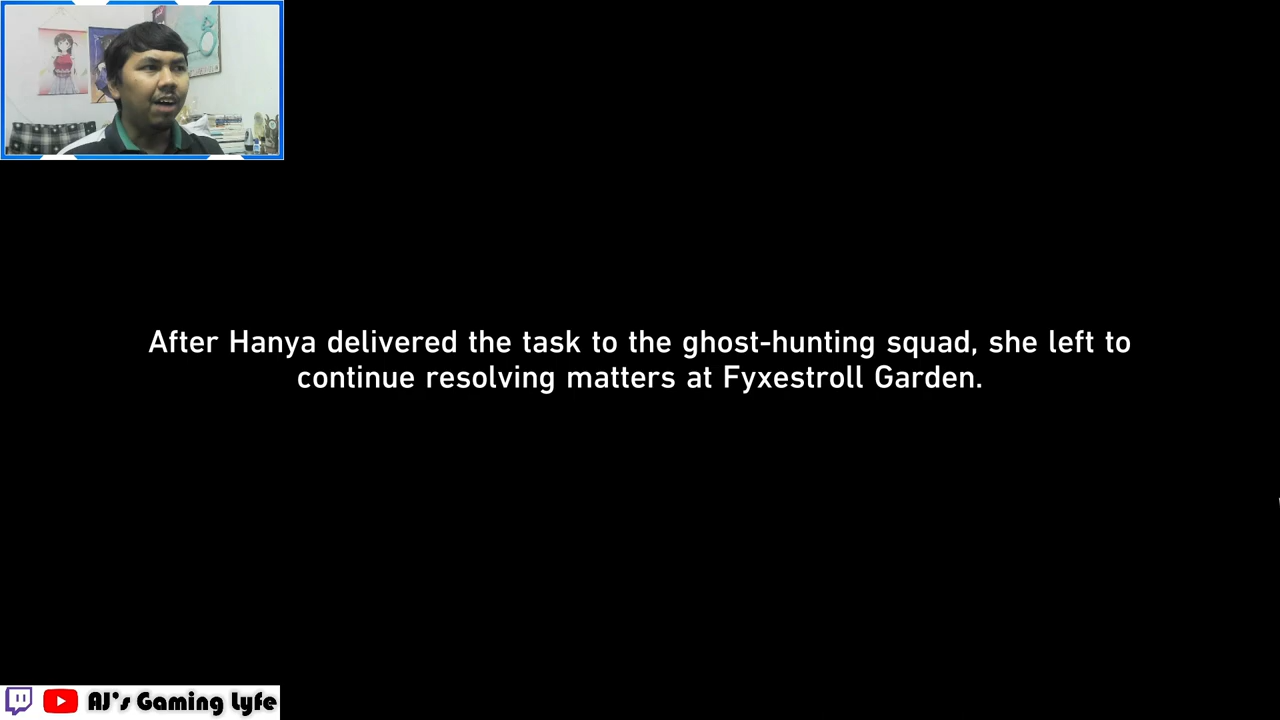 After Hanya delivered the task to the ghost-hunting squad, she left to
continue resolving matters at Fyxestroll Garden.
AJ's Gaming Lyfe